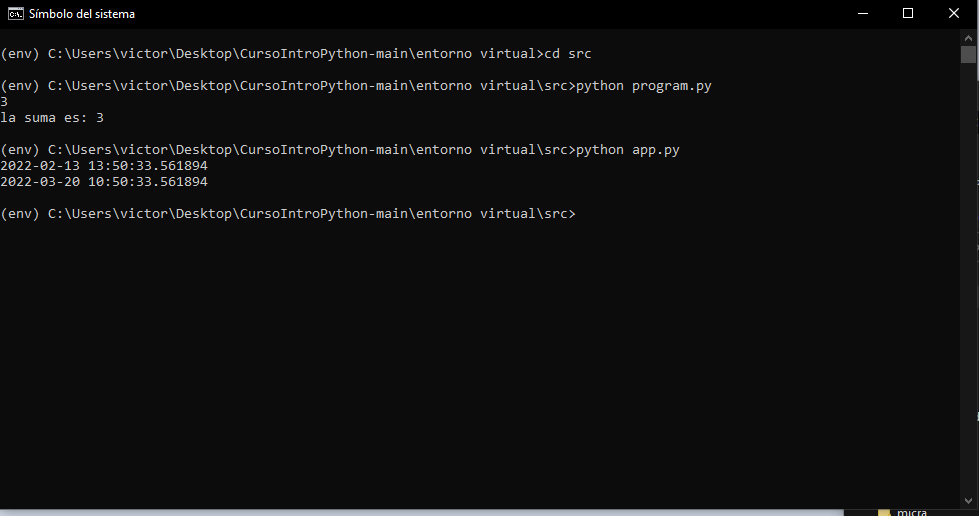 Símbolo del sistema
(env) C:\Users\victor\Desktop\CursoIntroPython-main\entorno virtual>cd src
(env) C:\Users\victor\Desktop\CursoIntroPython-main\entorno virtual\src>python program.py
3
la suma es: 3
(env) C:\Users\victor\Desktop\CursoIntroPython-main\entorno virtual\src>python app.py
2022-02-13 13:50:33.561894
2022-03-20 10:50:33.561894
(env) C:\Users\victor\Desktop\CursoIntroPython-main\entorno virtual\src>
micra